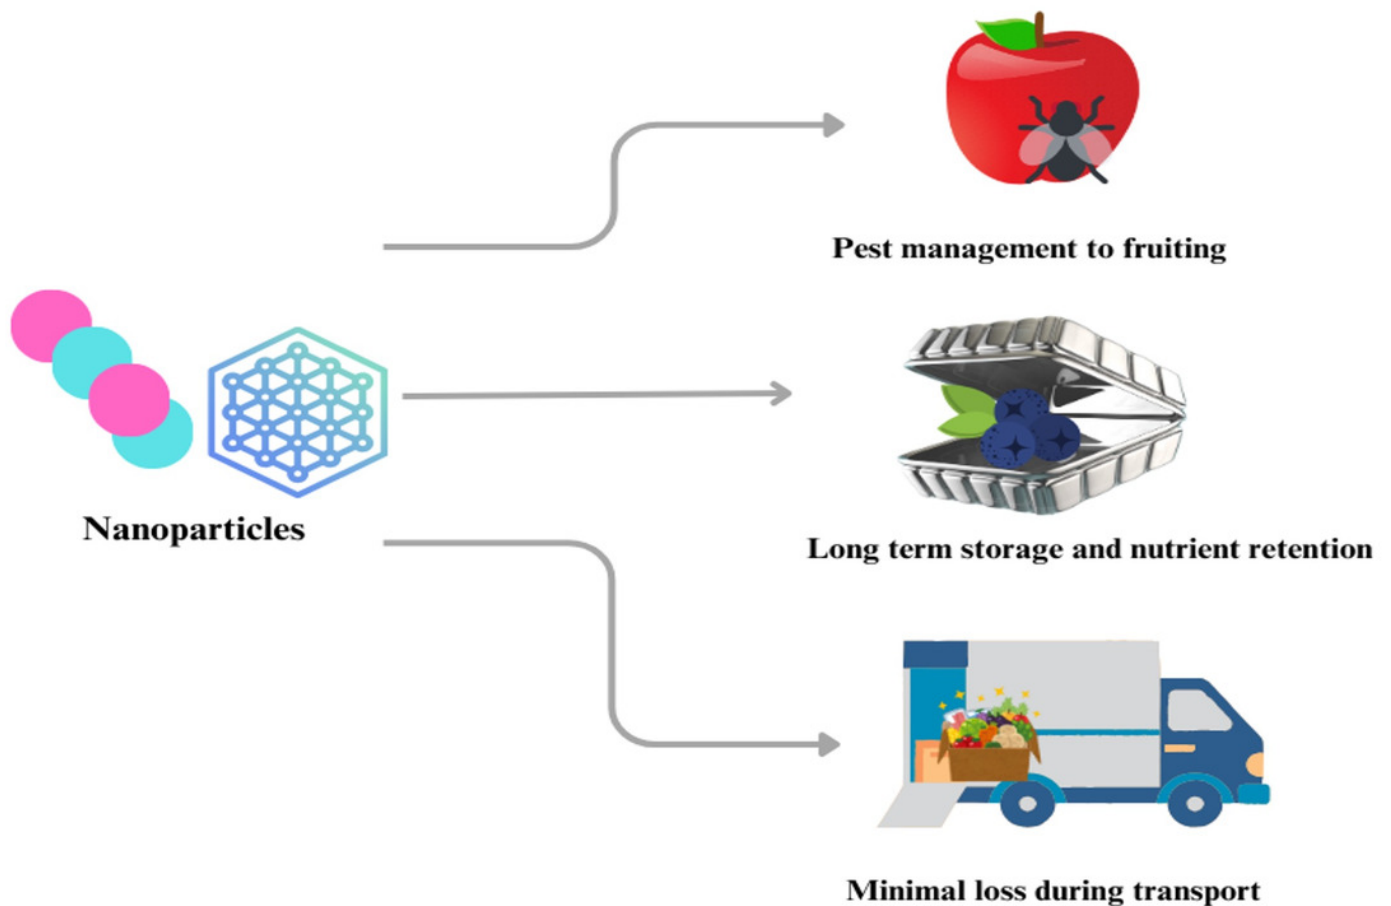 Pest management to fruiting
Nanoparticles
Long term storage and nutrient retention
Minimal loss during transport